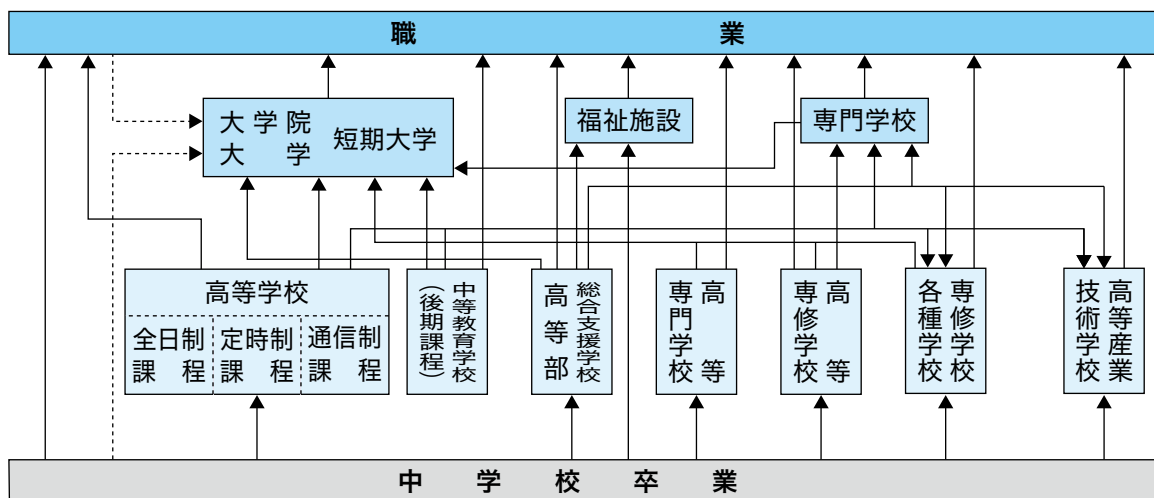 職業
大学院
大学
短期大学
福祉施設
専門学校
高等学校
全日制
課程
定時制
課程
通信制
課程
中等教育学校
(後期課程)
総合支援学校
高等部
高等
専門学校
高等
専修学校
専修学校
各種学校
高等産業
技術学校
中学校卒業